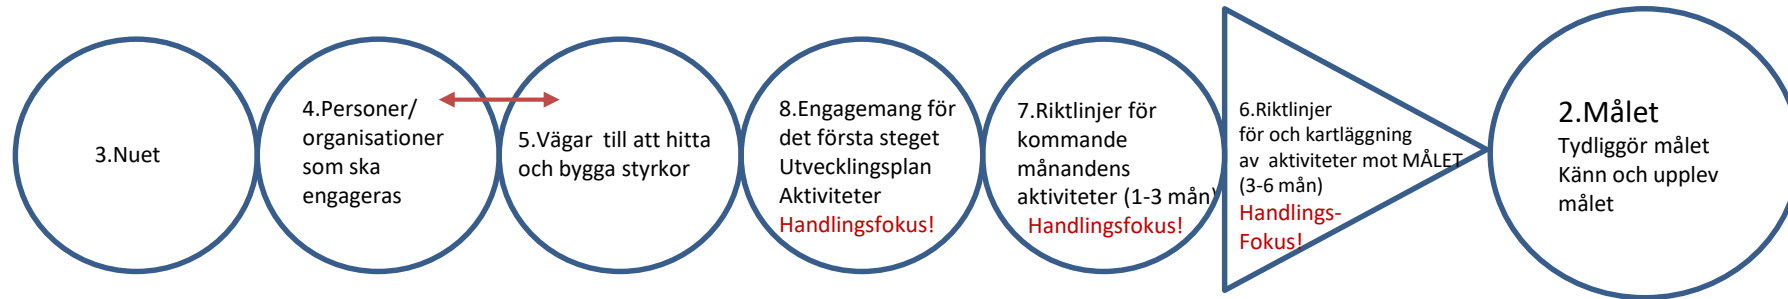 3.Nuet
4.Personer/
organisationer
som ska
engageras
5.Vägar till att hitta
och bygga styrkor
8.Engagemang för
det första steget
Utvecklingsplan
Aktiviteter
Handlingsfokus!
7.Riktlinjer för
kommande
månandens
aktiviteter (1-3 mån)
Handlingsfokus!
6.Riktlinjer
för och kartläggning
av aktiviteter mot MÅLET
(3-6 mån)
Handlings-
Fokus!
2.Målet
Tydliggör målet
Känn och upplev
målet